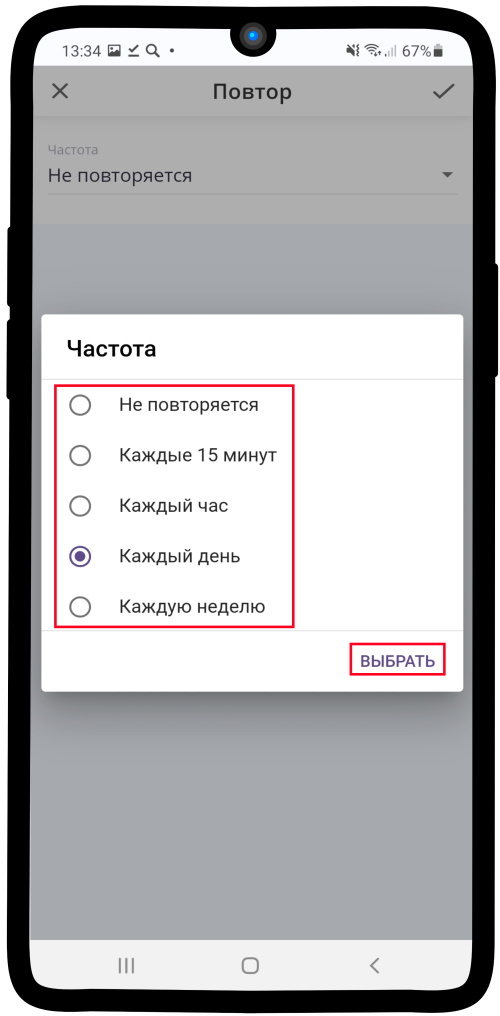 13:34
67%
Повтор
Частота
Не повторяется
Частота
Не повторяется
Каждые 15 минут
Каждый час
Каждый день
Каждую неделю
ВЫБРАТЬ